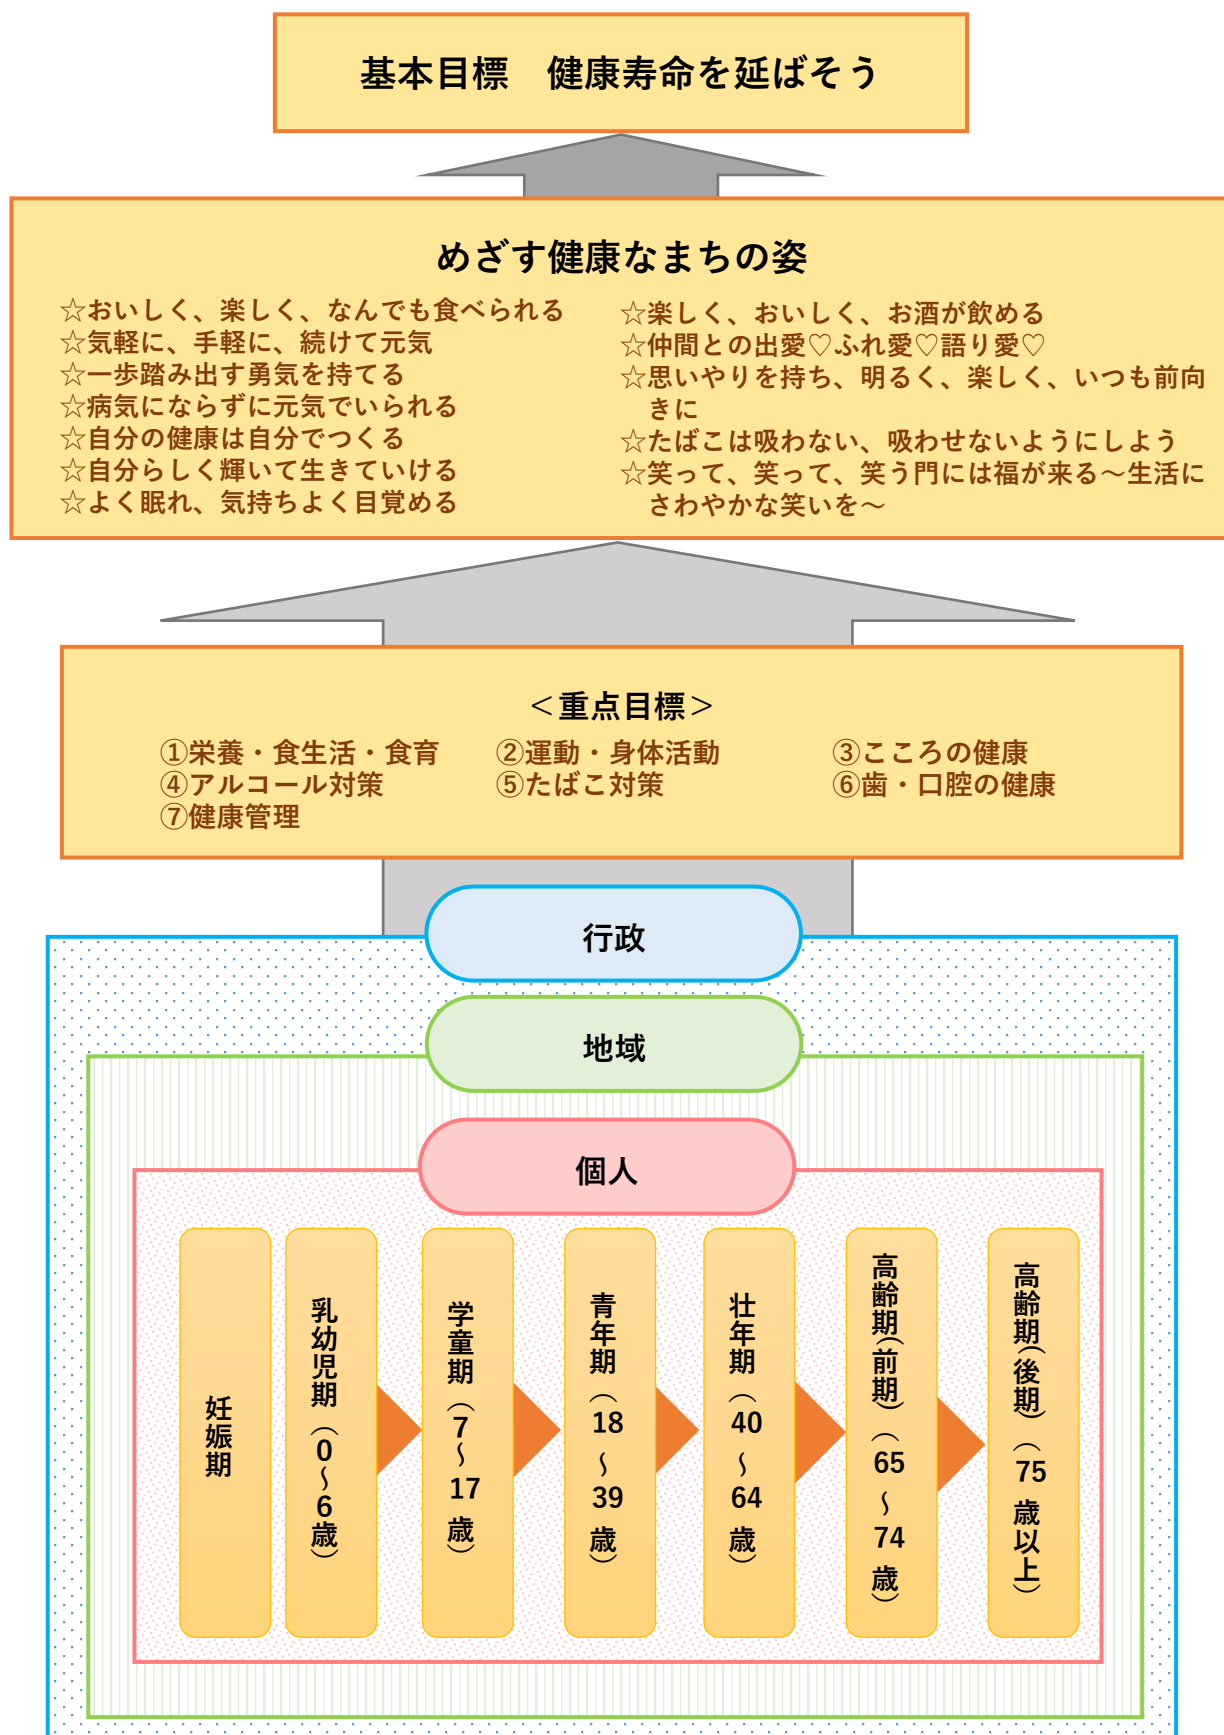 基本目標　健康寿命を延ばそう
めざす健康なまちの姿
☆おいしく、楽しく、なんでも食べられる
☆気軽に、手軽に、続けて元気
☆一歩踏み出す勇気を持てる
☆病気にならずに元気でいられる
☆自分の健康は自分でつくる
☆自分らしく輝いて生きていける
☆よく眠れ、気持ちよく目覚める
☆楽しく、おいしく、お酒が飲める
☆仲間との出愛♡ふれ愛♡語り愛♡
☆思いやりを持ち、明るく、楽しく、いつも前向
きに
☆たばこは吸わない、吸わせないようにしよう
☆笑って、笑って、笑う門には福が来る～生活に
さわやかな笑いを～
＜重点目標＞
①栄養・食生活・食育　②運動・身体活動　③こころの健康
④アルコール対策　⑤たばこ対策　⑥歯・口腔の健康
⑦健康管理
行政
地域
個人
妊娠期
乳幼児期（0～6歳）
学童期（7～17歳）
青年期（18～39歳）
壮年期（40～64歳）
高齢期（前期）（65～74歳）
高齢期（後期）（75歳以上）